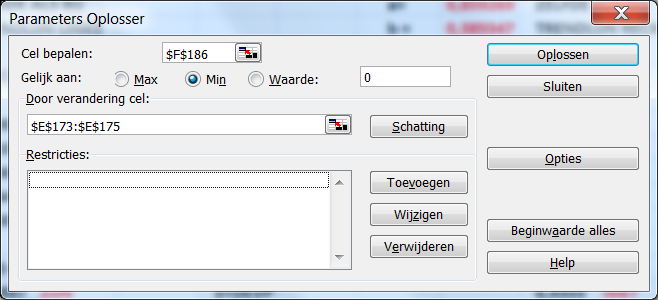 Parameters Oplosser
Cel bepalen: $F$186
Oplossen
Gelijk aan: Max Min Waarde: 0
Sluiten
Door verandering cel:
$E$173:$E$175
Schatting
Restricties:
Opties
Toevoegen
Wijzigen
Beginwaarde alles
Verwijderen
Help